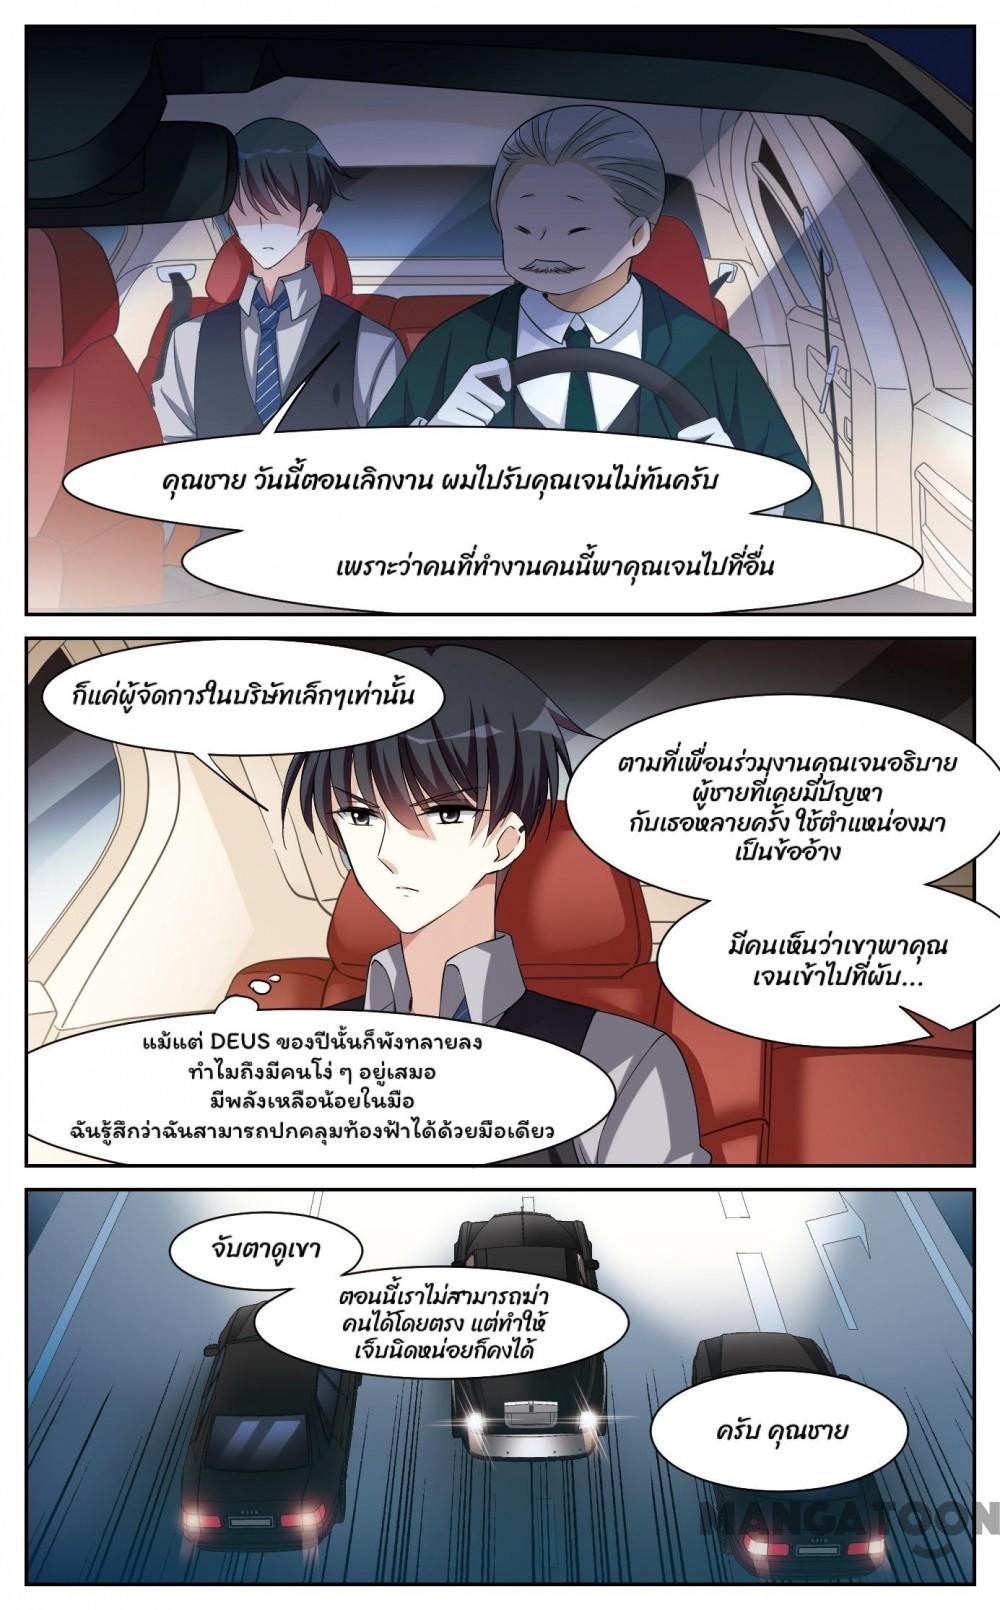 คุณชาย วันนี้ตอนเลิกงาน ผมไปรับคุณเจนไม่ทันครับ
เพราะว่าคนที่ทำงานคนนี้พาคุณเจนไปที่อื่น
ก็แค่ผู้จัดการในบริษัทเล็กๆเท่านั้น
ตามที่เพื่อนร่วมงานคุณเจนอธิบาย
ผู้ชายที่เคยมีปัญหา
กับเธอหลายครั้ง ใช้ตำแหน่องมา
เป็นข้ออ้าง
มีคนเห็นว่าเขาพาคุณ
เจนเข้าไปที่ผับ...
แม้แต่ DEUS ของปีนั้นก็พังทลายลง
ทำไมถึงมีคนโง่ ๆ อยู่เสมอ
มีพลังเหลือน้อยในมือ
ฉันรู้สึกว่าฉันสามารถปกคลุมท้องฟ้าได้ด้วยมือเดียว
จับตาดูเขา
ตอนนี้เราไม่สามารถฆ่า
คนได้โดยตรง แต่ทำให้
เจ็บนิดหน่อยก็คงได้
ครับ คุณชาย
MANGATOON